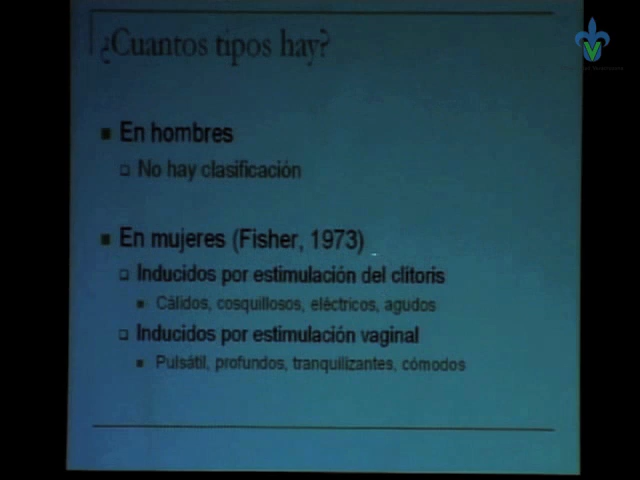 ¿Cuantos tipos hay?
En hombres
No hay clasificación
En mujeres (Fisher, 1973)
Inducidos por estimulación del clítoris
Cálidos, cosquillosos, eléctricos, agudos
Inducidos por estimulación vaginal
Pulsátil, profundos, tranquilizantes, cómodos